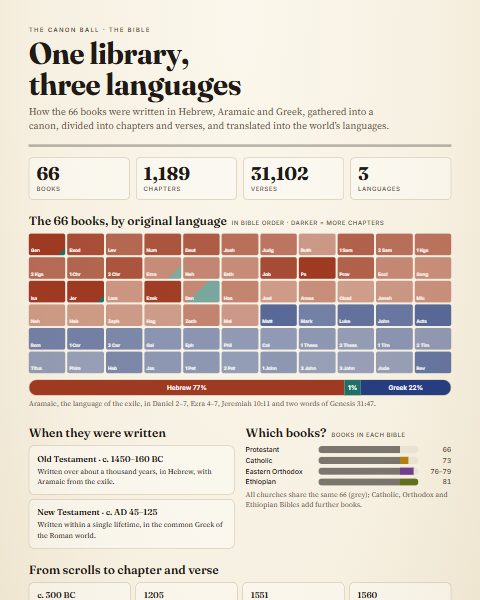 THE CANON BALL · THE BIBLE
One library,
three languages
How the 66 books were written in Hebrew, Aramaic and Greek, gathered into a
canon, divided into chapters and verses, and translated into the world's languages.
66
BOOKS
1,189
CHAPTERS
31,102
VERSES
3
LANGUAGES
The 66 books, by original language IN BIBLE ORDER · DARKER = MORE CHAPTERS
Gen Exod Lev Num Deut Josh Judg Ruth 1 Sam 2 Sam 1 Kgs
2 Kgs 1 Chr 2 Chr Ezra Neh Esth Job Ps Prov Eccl Song
Isa Jer Lam Ezek Dan Hos Joel Amos Obad Jonah Mic
Nah Hab Zeph Hag Zech Mal Matt Mark Luke John Acts
Rom 1 Cor 2 Cor Gal Eph Phil Col 1 Thess 2 Thess 1 Tim 2 Tim
Titus Phlm Heb Jas 1 Pet 2 Pet 1 John 2 John 3 John Jude Rev
Hebrew 77% 1% Greek 22%
Aramaic, the language of the exile, in Daniel 2–7, Ezra 4–7, Jeremiah 10:11 and two words of Genesis 31:47.
When they were written
Old Testament · c. 1450–160 BC
Written over about a thousand years, in Hebrew, with
Aramaic from the exile.
New Testament · c. AD 45–125
Written within a single lifetime, in the common Greek of
the Roman world.
Which books? BOOKS IN EACH BIBLE
Protestant 66
Catholic 73
Eastern Orthodox 76–79
Ethiopian 81
All churches share the same 66 (grey); Catholic, Orthodox and
Ethiopian Bibles add further books.
From scrolls to chapter and verse
c. 300 BC
1205
1551
1560